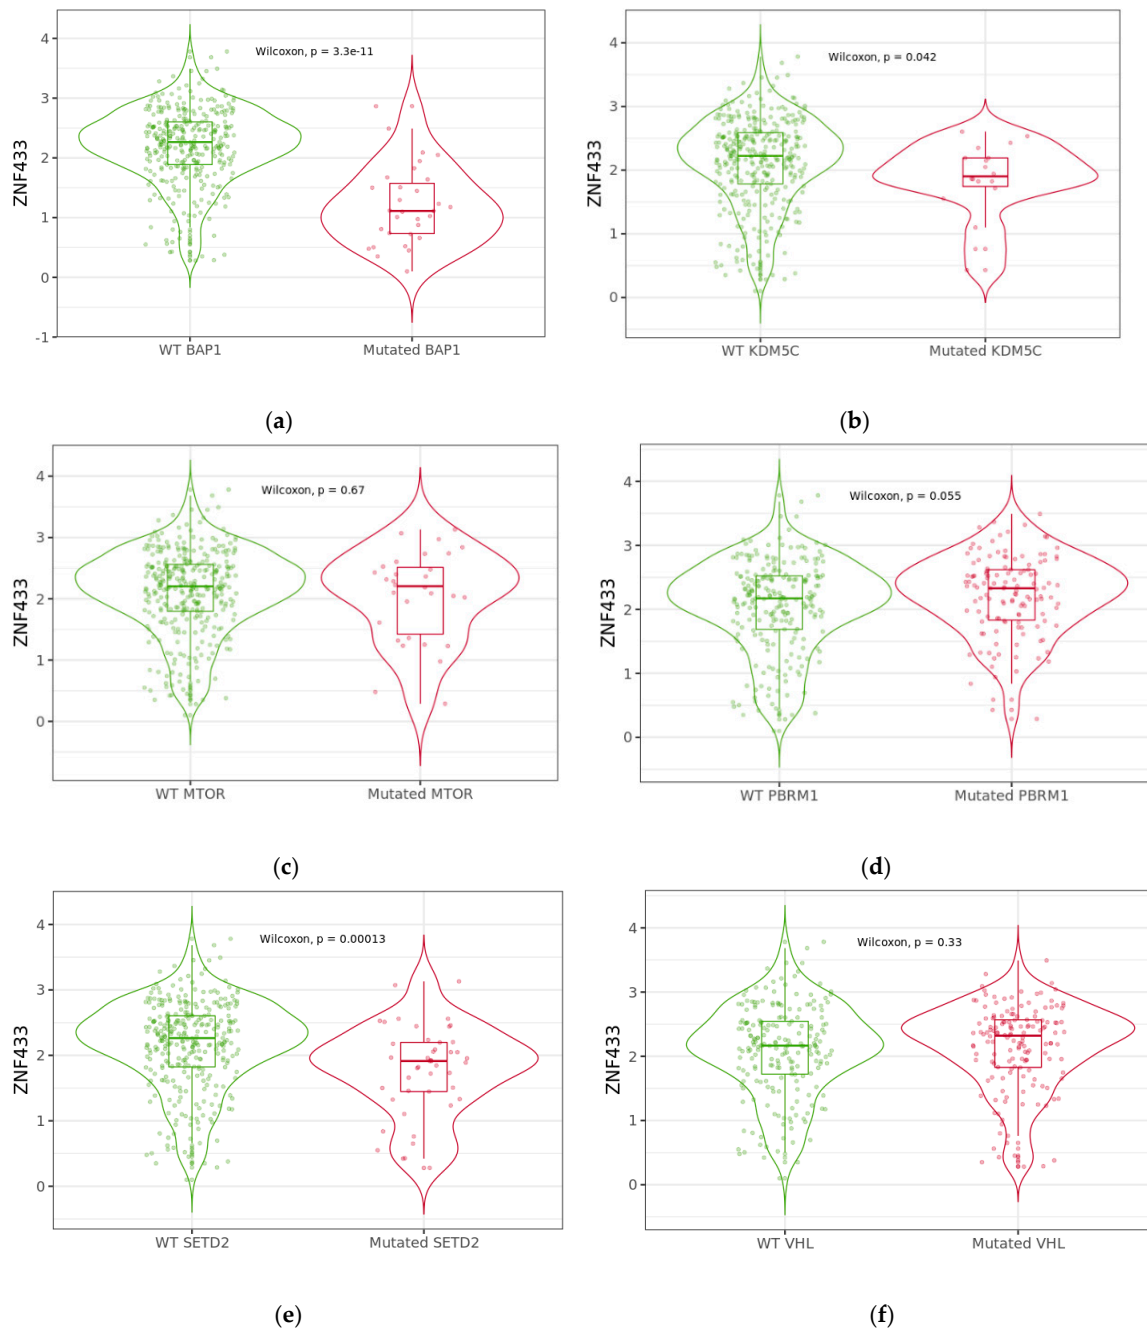 Wilcoxon, p = 3.3e-11
ZNF433
4
3
2
1
0
-1
WT BAP1
Mutated BAP1
(a)
Wilcoxon, p = 0.042
ZNF433
4
3
2
1
0
WT KDM5C
Mutated KDM5C
(b)
Wilcoxon, p = 0.67
ZNF433
4
3
2
1
0
WT MTOR
Mutated MTOR
(c)
Wilcoxon, p = 0.055
ZNF433
4
3
2
1
0
WT PBRM1
Mutated PBRM1
(d)
Wilcoxon, p = 0.00013
ZNF433
4
3
2
1
0
WT SETD2
Mutated SETD2
(e)
Wilcoxon, p = 0.33
ZNF433
4
3
2
1
0
WT VHL
Mutated VHL
(f)